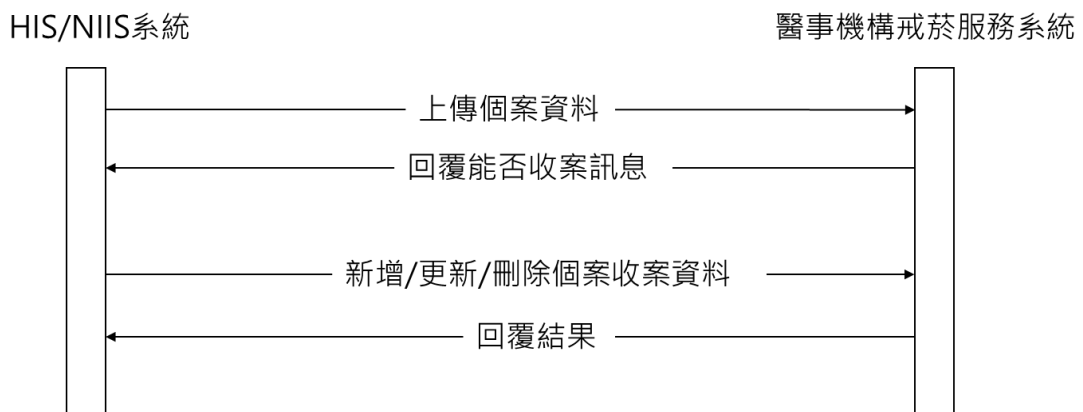 HIS/NIIS系統
醫事機構戒菸服務系統
上傳個案資料
回覆能否收案訊息
新增/更新/刪除個案收案資料
回覆結果